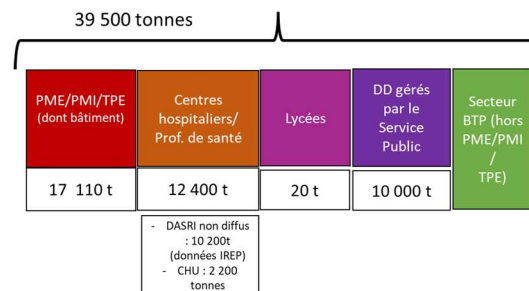 39 500 tonnes
PME/PMI/TPE
(dont bâtiment)
Centres
hospitaliers/
Prof. de santé
Lycées
DD gérés
par le
Service
Public
Secteur
BTP (hors
PME/PMI
/
TPE)
17 110 t
12 400 t
20 t
10 000 t
- DASRI non diffus
: 10 200t
(données IREP)
- CHU : 2 200
tonnes